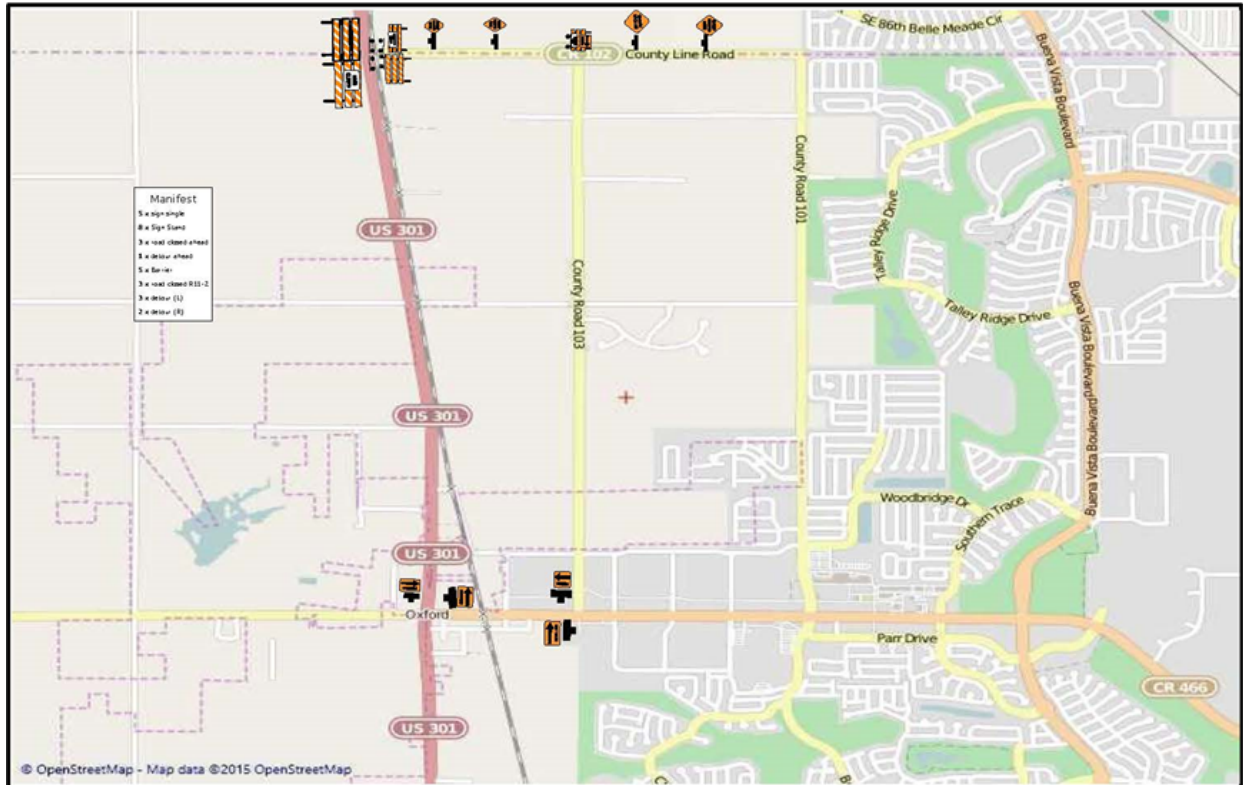 SE 86th Belle Meade Cir
CR 102
County Line Road
Buena Vista Boulevard
County Road 101
Talley Ridge Drive
Manifest
5 x sign single
8 x Sign Stand
3 x road closed ahead
1 x detour ahead
5 x Barrier
3 x road closed R11-2
3 x detour (L)
2 x detour (R)
US 301
County Road 103
Talley Ridge Drive
Buena Vista Boulevard
US 301
Buena Vista Boulevard
Woodbridge Dr
Southern Trace
US 301
Oxford
Parr Drive
CR 466
US 301
© OpenStreetMap - Map data ©2015 OpenStreetMap